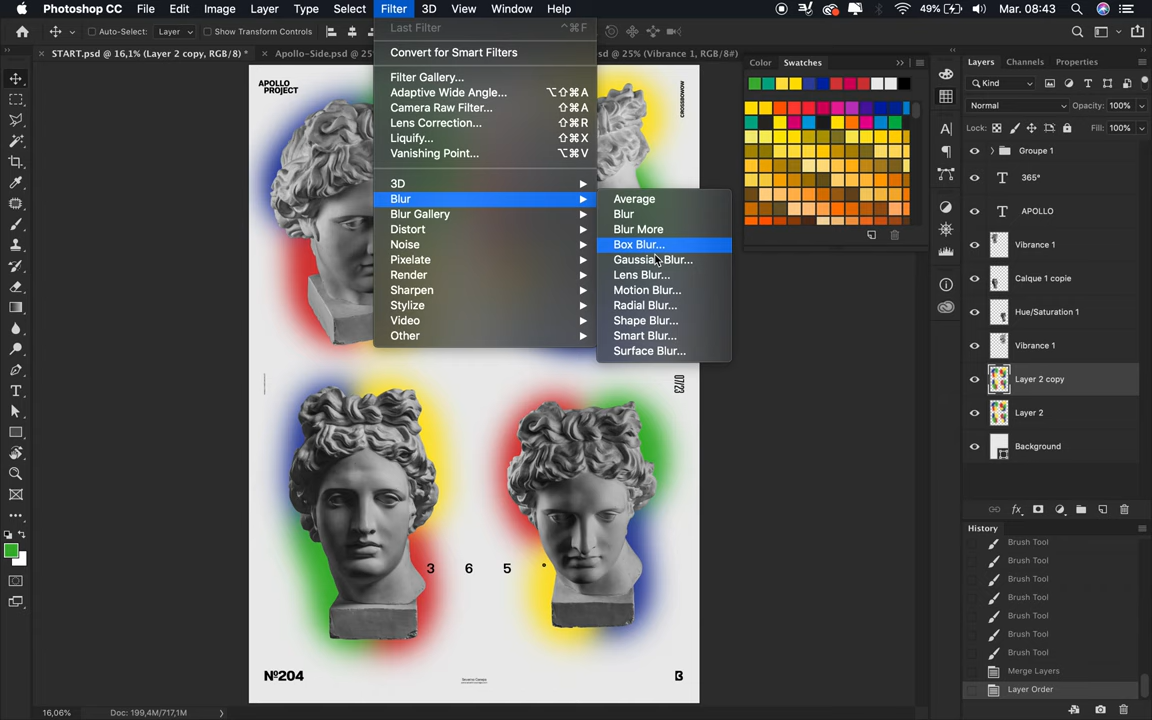 Photoshop CC File Edit Image Layer Type Select Filter 3D View Window Help 49% Mar. 08:43
Auto-Select: Layer Show Transform Controls
START.psd @ 16,1% (Layer 2 copy, RGB/8) * Apollo-Side.psd @ 25% sd @ 25% (Vibrance 1, RGB/8#)
Last Filter ^⌘F
Convert for Smart Filters
Filter Gallery...
Adaptive Wide Angle... ⌥⇧⌘A
Camera Raw Filter... ⇧⌘A
Lens Correction... ⇧⌘R
Liquify... ⇧⌘X
Vanishing Point... ⌥⌘V
3D
Blur
Blur Gallery
Distort
Noise
Pixelate
Render
Sharpen
Stylize
Video
Other
Average
Blur
Blur More
Box Blur...
Gaussian Blur...
Lens Blur...
Motion Blur...
Radial Blur...
Shape Blur...
Smart Blur...
Surface Blur...
APOLLO
PROJECT
CROSSBOWOW
07/23
3 6 5 °
Nº204
B
Color Swatches
Layers Channels Properties
Kind
Normal Opacity: 100%
Lock: Fill: 100%
Groupe 1
365°
APOLLO
Vibrance 1
Calque 1 copie
Hue/Saturation 1
Vibrance 1
Layer 2 copy
Layer 2
Background
History
Brush Tool
Brush Tool
Brush Tool
Brush Tool
Brush Tool
Brush Tool
Brush Tool
Merge Layers
Layer Order
16,06% Doc: 199,4M/717,1M